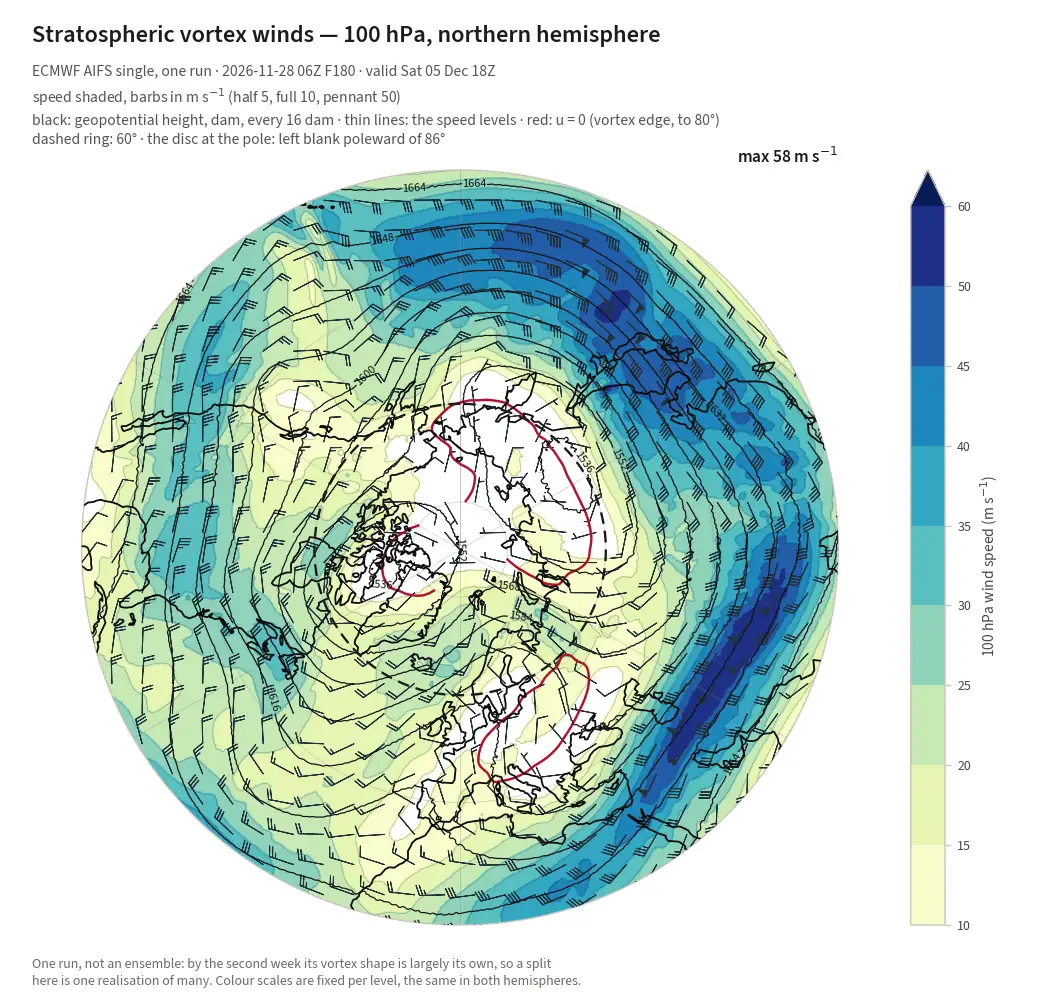 Stratospheric vortex winds — 100 hPa, northern hemisphere
ECMWF AIFS single, one run · 2026-11-28 06Z F180 · valid Sat 05 Dec 18Z
speed shaded, barbs in m s⁻¹ (half 5, full 10, pennant 50)
black: geopotential height, dam, every 16 dam · thin lines: the speed levels · red: u = 0 (vortex edge, to 80°)
dashed ring: 60° · the disc at the pole: left blank poleward of 86°
max 58 m s⁻¹
1664
1664
1648
1664
1600
1536
1552
1632
1552
1536
1568
1584
1616
1664
60
50
45
40
35
30
25
20
15
10
100 hPa wind speed (m s⁻¹)
One run, not an ensemble: by the second week its vortex shape is largely its own, so a split
here is one realisation of many. Colour scales are fixed per level, the same in both hemispheres.